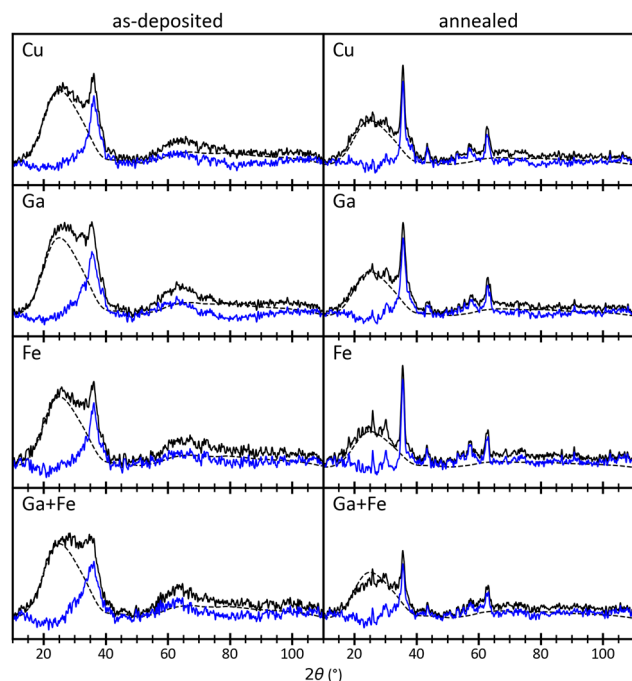 as-deposited annealed
Cu Cu
Ga Ga
Fe Fe
Ga+Fe Ga+Fe
20 40 60 80 100 20 40 60 80 100
2θ (°)